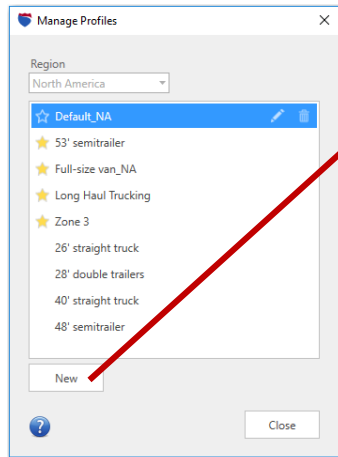 Manage Profiles
Region
North America
Default_NA
53' semitrailer
Full-size van_NA
Long Haul Trucking
Zone 3
26' straight truck
28' double trailers
40' straight truck
48' semitrailer
New
?
Close